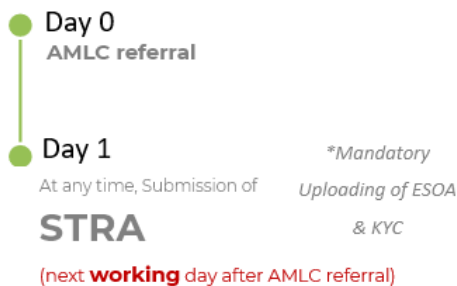 Day 0
AMLC referral
Day 1
At any time, Submission of
STRA
(next working day after AMLC referral)
*Mandatory
Uploading of ESOA
& KYC